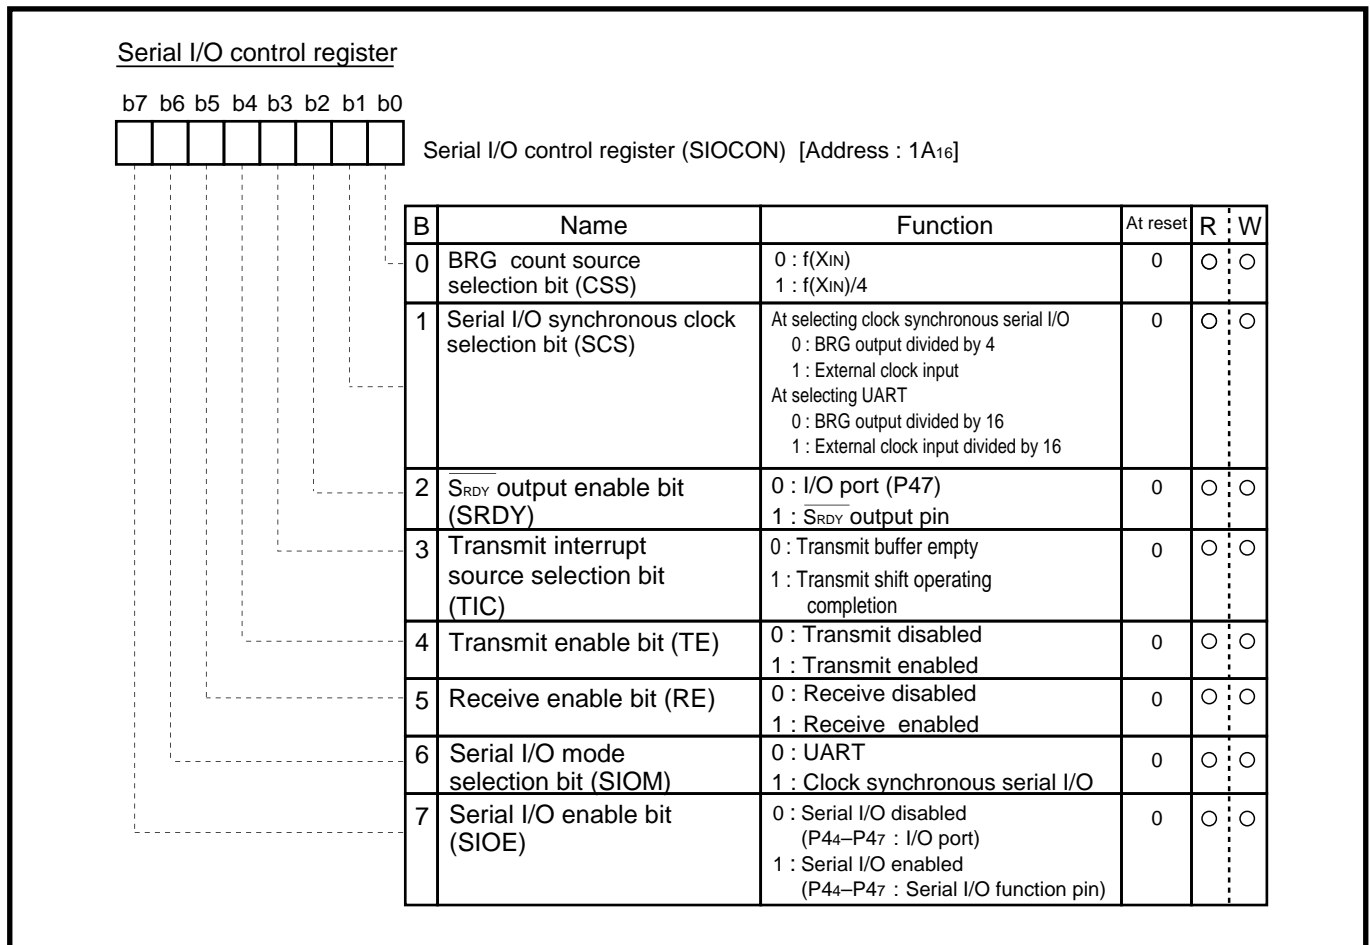 Serial I/O control register
b7 b6 b5 b4 b3 b2 b1 b0
Serial I/O control register (SIOCON) [Address : 1A16]
B Name Function At reset R W
0 BRG count source selection bit (CSS) 0 : f(XIN) 0 ○ ○
1 : f(XIN)/4
1 Serial I/O synchronous clock selection bit (SCS) At selecting clock synchronous serial I/O 0 ○ ○
0 : BRG output divided by 4
1 : External clock input
At selecting UART
0 : BRG output divided by 16
1 : External clock input divided by 16
2 SRDY output enable bit (SRDY) 0 : I/O port (P47) 0 ○ ○
1 : SRDY output pin
3 Transmit interrupt source selection bit (TIC) 0 : Transmit buffer empty 0 ○ ○
1 : Transmit shift operating
completion
4 Transmit enable bit (TE) 0 : Transmit disabled 0 ○ ○
1 : Transmit enabled
5 Receive enable bit (RE) 0 : Receive disabled 0 ○ ○
1 : Receive enabled
6 Serial I/O mode selection bit (SIOM) 0 : UART 0 ○ ○
1 : Clock synchronous serial I/O
7 Serial I/O enable bit (SIOE) 0 : Serial I/O disabled 0 ○ ○
(P44–P47 : I/O port)
1 : Serial I/O enabled
(P44–P47 : Serial I/O function pin)